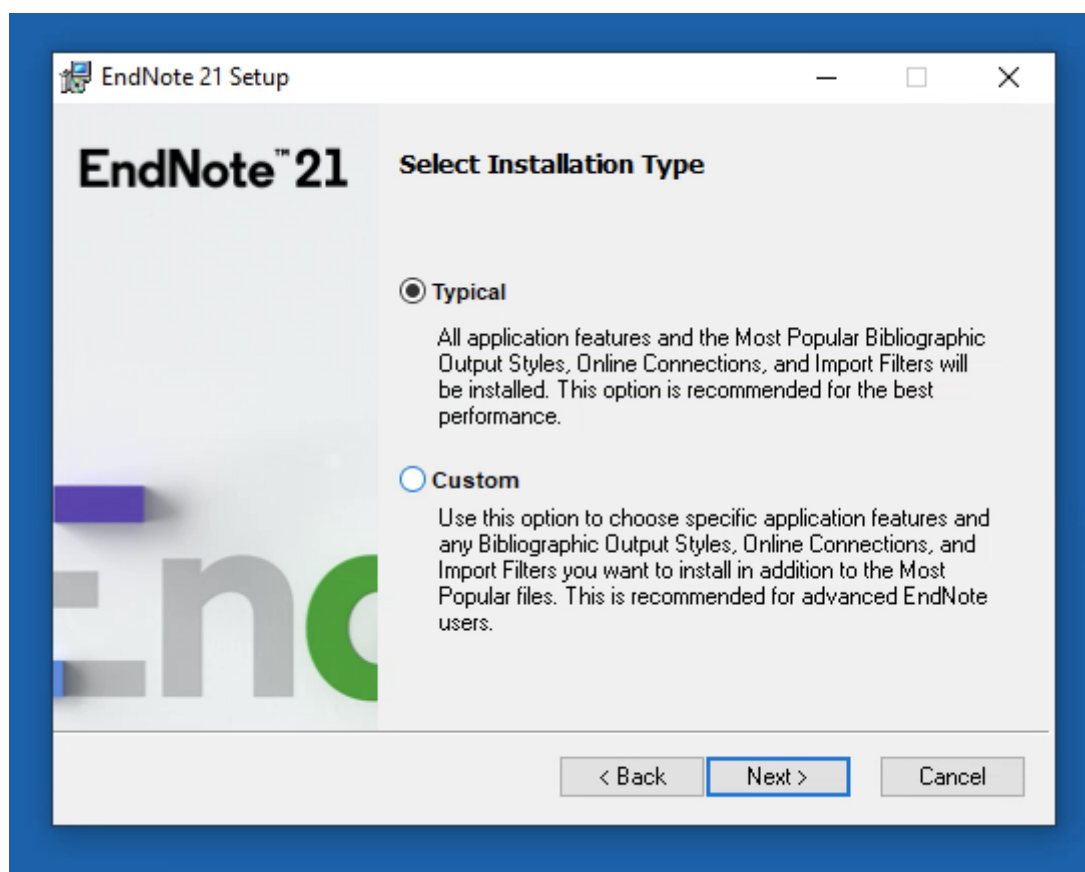 EndNote 21 Setup
EndNote™21
Select Installation Type
Typical
All application features and the Most Popular Bibliographic
Output Styles, Online Connections, and Import Filters will
be installed. This option is recommended for the best
performance.
Custom
Use this option to choose specific application features and
any Bibliographic Output Styles, Online Connections, and
Import Filters you want to install in addition to the Most
Popular files. This is recommended for advanced EndNote
users.
En
< Back
Next >
Cancel